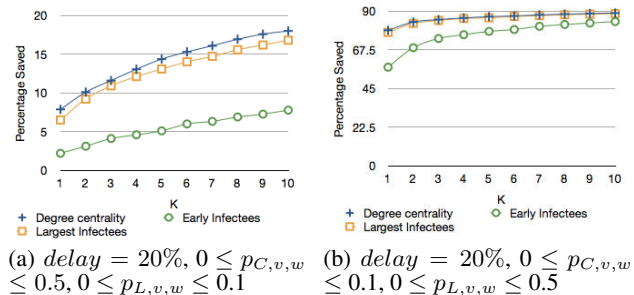 20
15
10
5
0
Percentage Saved
1 2 3 4 5 6 7 8 9 10
K
Degree centrality
Early Infectees
Largest Infectees
(a) delay = 20%, 0 ≤ p_{C,v,w}
≤ 0.5, 0 ≤ p_{L,v,w} ≤ 0.1
90
67.5
45
22.5
0
Percentage Saved
1 2 3 4 5 6 7 8 9 10
K
Degree centrality
Early Infectees
Largest Infectees
(b) delay = 20%, 0 ≤ p_{C,v,w}
≤ 0.1, 0 ≤ p_{L,v,w} ≤ 0.5